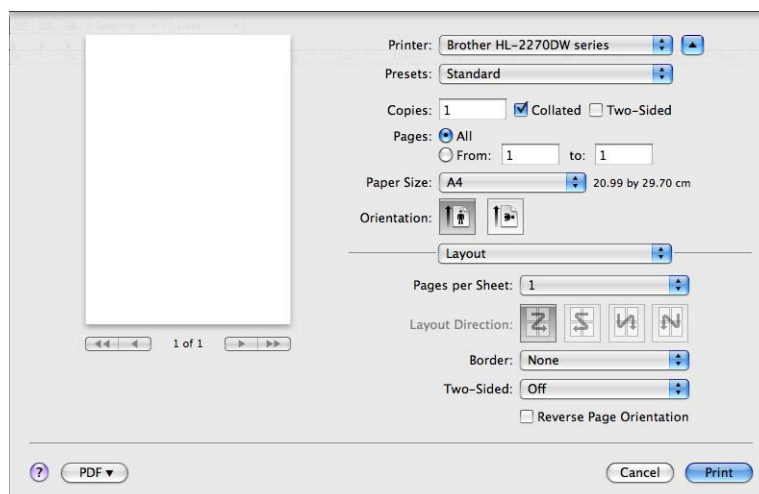 Spacing Lists
Printer: Brother HL-2270DW series
Presets: Standard
Copies: 1 Collated Two-Sided
Pages: All
From: 1 to: 1
Paper Size: A4 20.99 by 29.70 cm
Orientation:
Layout
Pages per Sheet: 1
Layout Direction:
1 of 1
Border: None
Two-Sided: Off
Reverse Page Orientation
? PDF ▼ Cancel Print